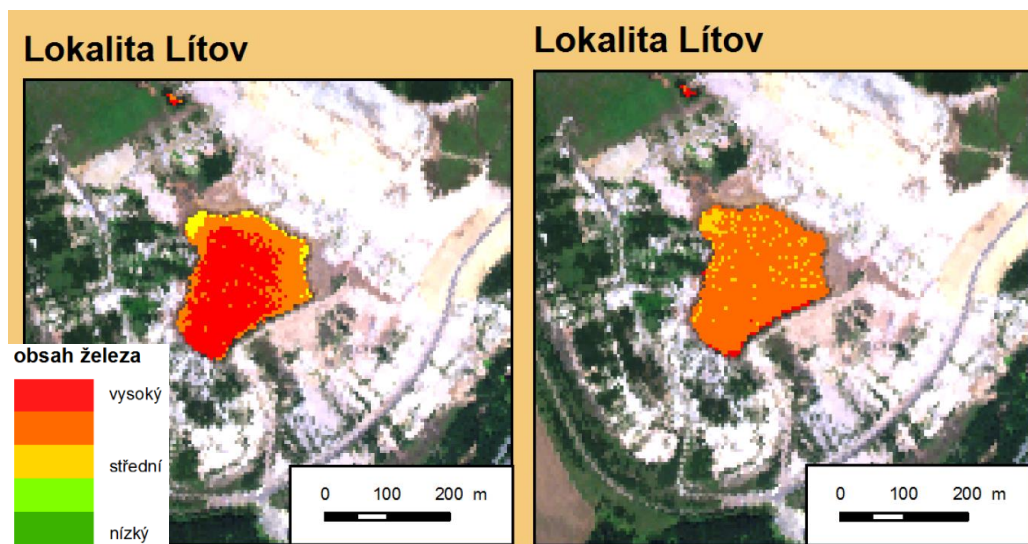 Lokalita Lítov
Lokalita Lítov
obsah železa
vysoký
střední
nízký
0 100 200 m
0 100 200 m